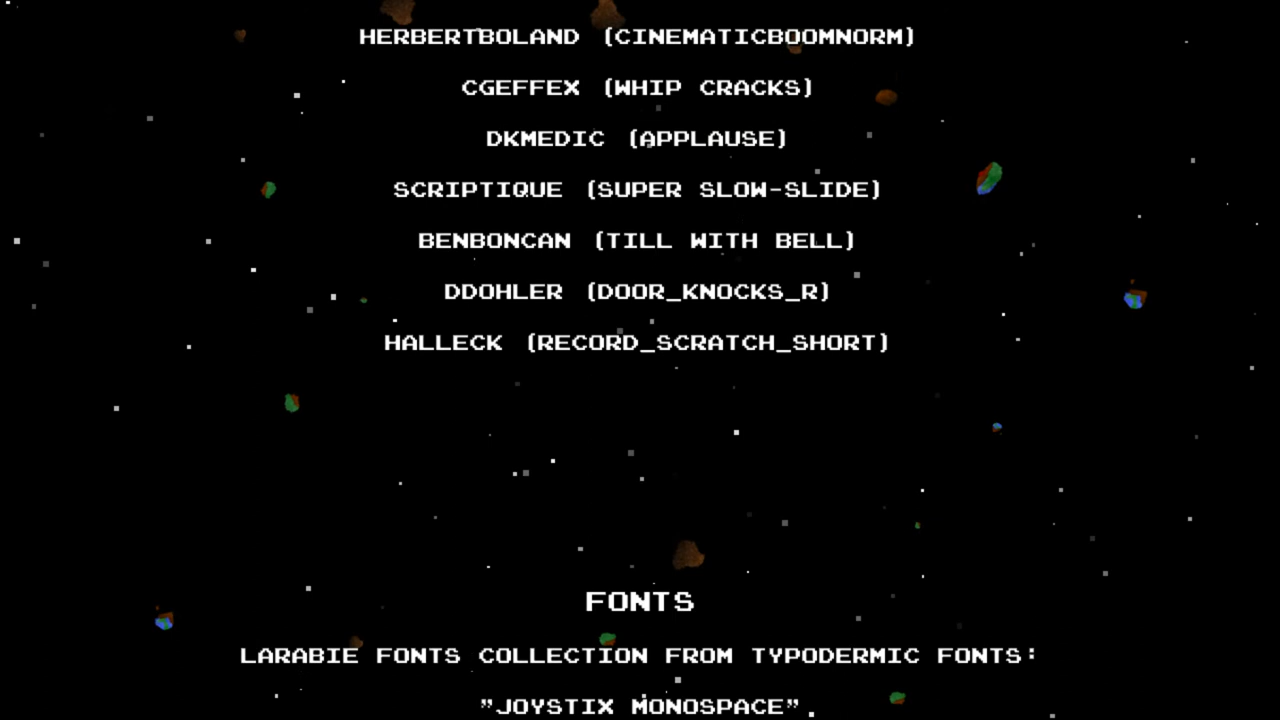 HERBERTBOLAND (CINEMATICBOOMNORM)
CGEFFEX (WHIP CRACKS)
DKMEDIC (APPLAUSE)
SCRIPTIQUE (SUPER SLOW-SLIDE)
BENBONCAN (TILL WITH BELL)
DDOHLER (DOOR_KNOCKS_R)
HALLECK (RECORD_SCRATCH_SHORT)
FONTS
LARABIE FONTS COLLECTION FROM TYPODERMIC FONTS:
"JOYSTIX MONOSPACE".